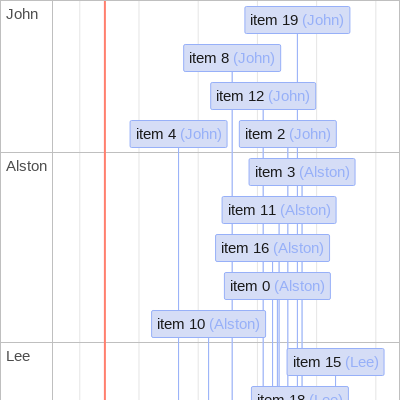 John
item 19 (John)
item 8 (John)
item 12 (John)
item 4 (John) item 2 (John)
Alston
item 3 (Alston)
item 11 (Alston)
item 16 (Alston)
item 0 (Alston)
item 10 (Alston)
Lee
item 15 (Lee)
item 18 (Lee)